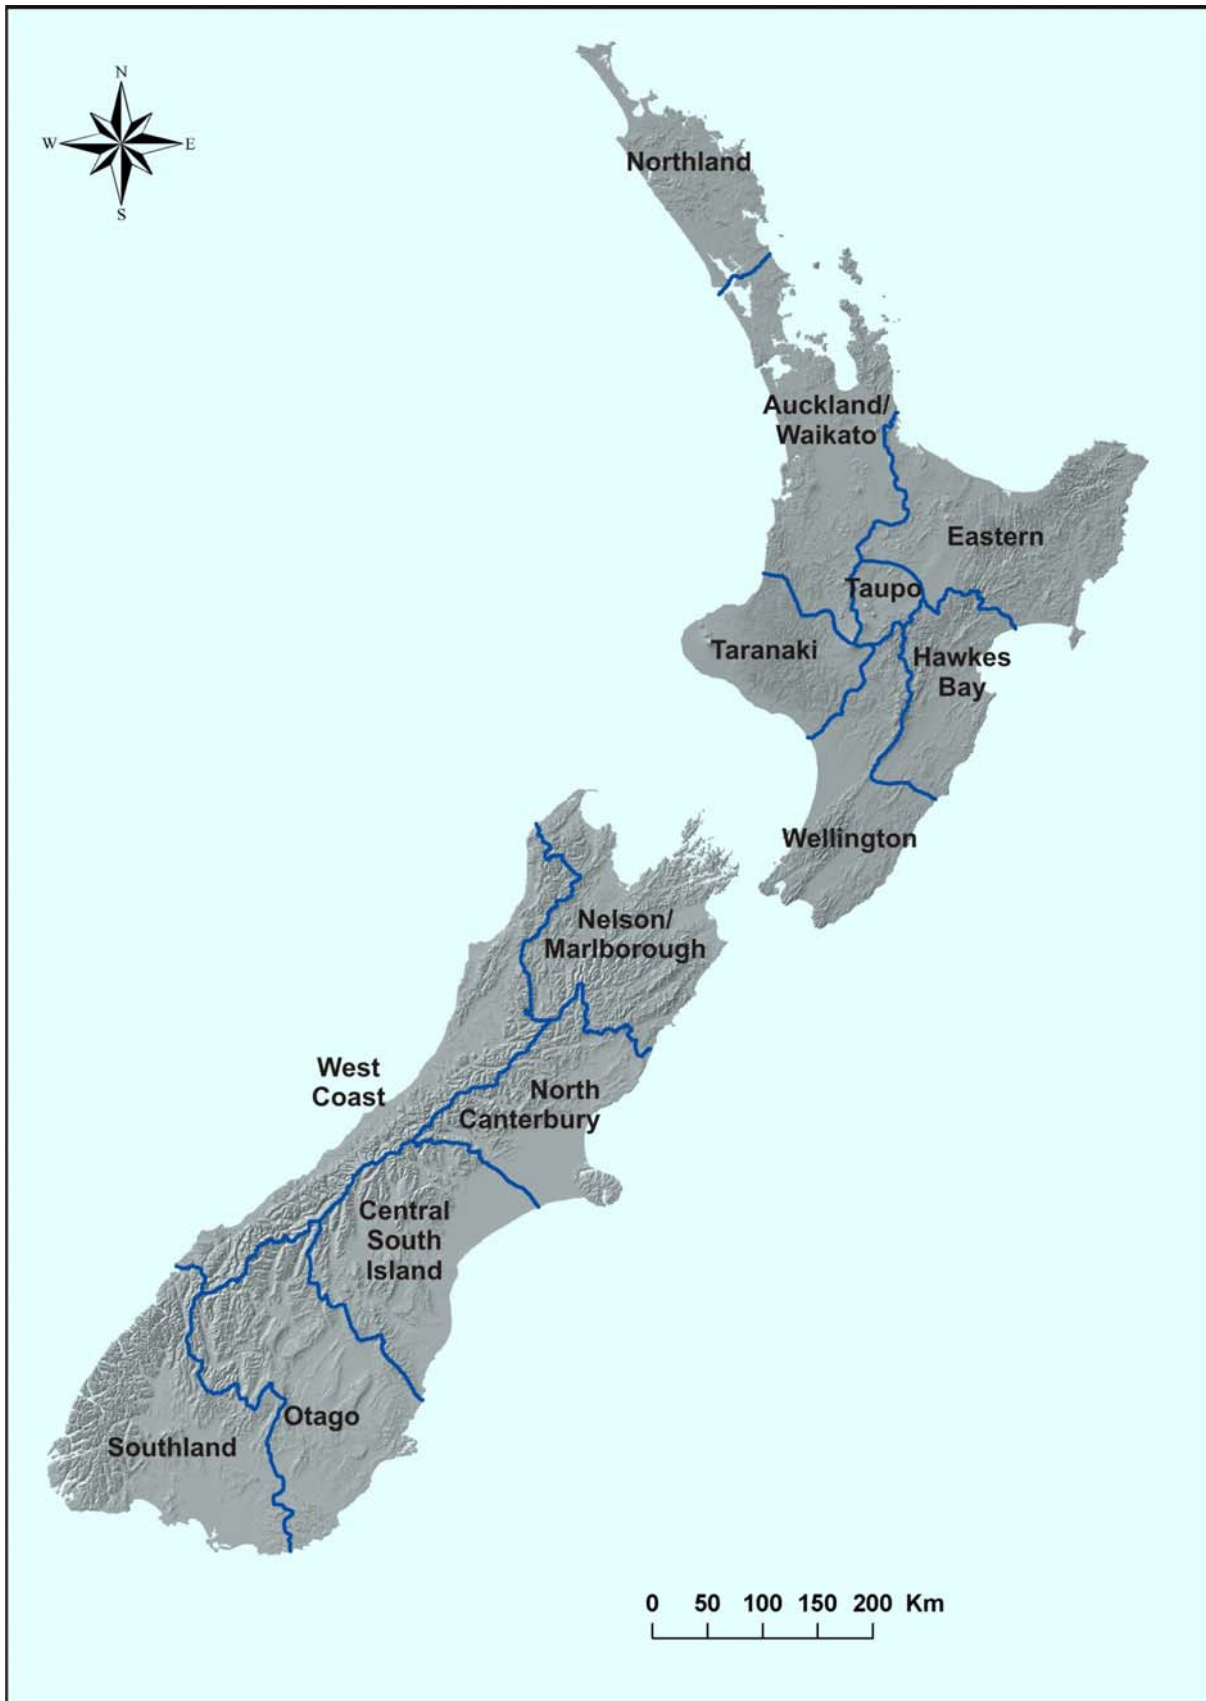 N
W
E
S
Northland
Auckland/
Waikato
Eastern
Taupo
Taranaki
Hawkes
Bay
Wellington
Nelson/
Marlborough
West
Coast
North
Canterbury
Central
South
Island
Otago
Southland
0 50 100 150 200 Km